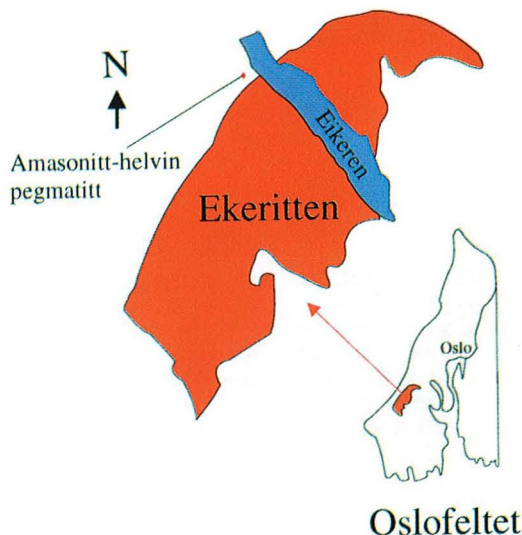 N
Amasonitt-helvin
pegmatitt
Eikeren
Ekeritten
Oslo
Oslofeltet